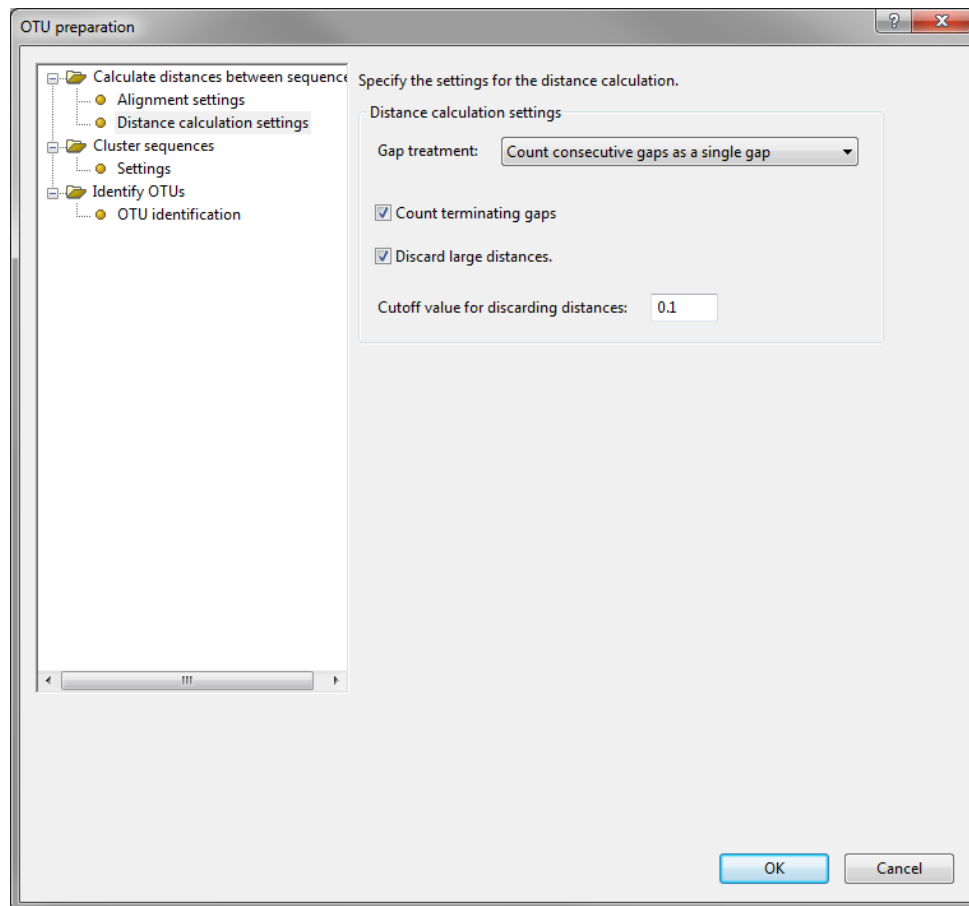 OTU preparation
Calculate distances between sequence
Alignment settings
Distance calculation settings
Cluster sequences
Settings
Identify OTUs
OTU identification
Specify the settings for the distance calculation.
Distance calculation settings
Gap treatment: Count consecutive gaps as a single gap
Count terminating gaps
Discard large distances.
Cutoff value for discarding distances: 0.1
OK Cancel